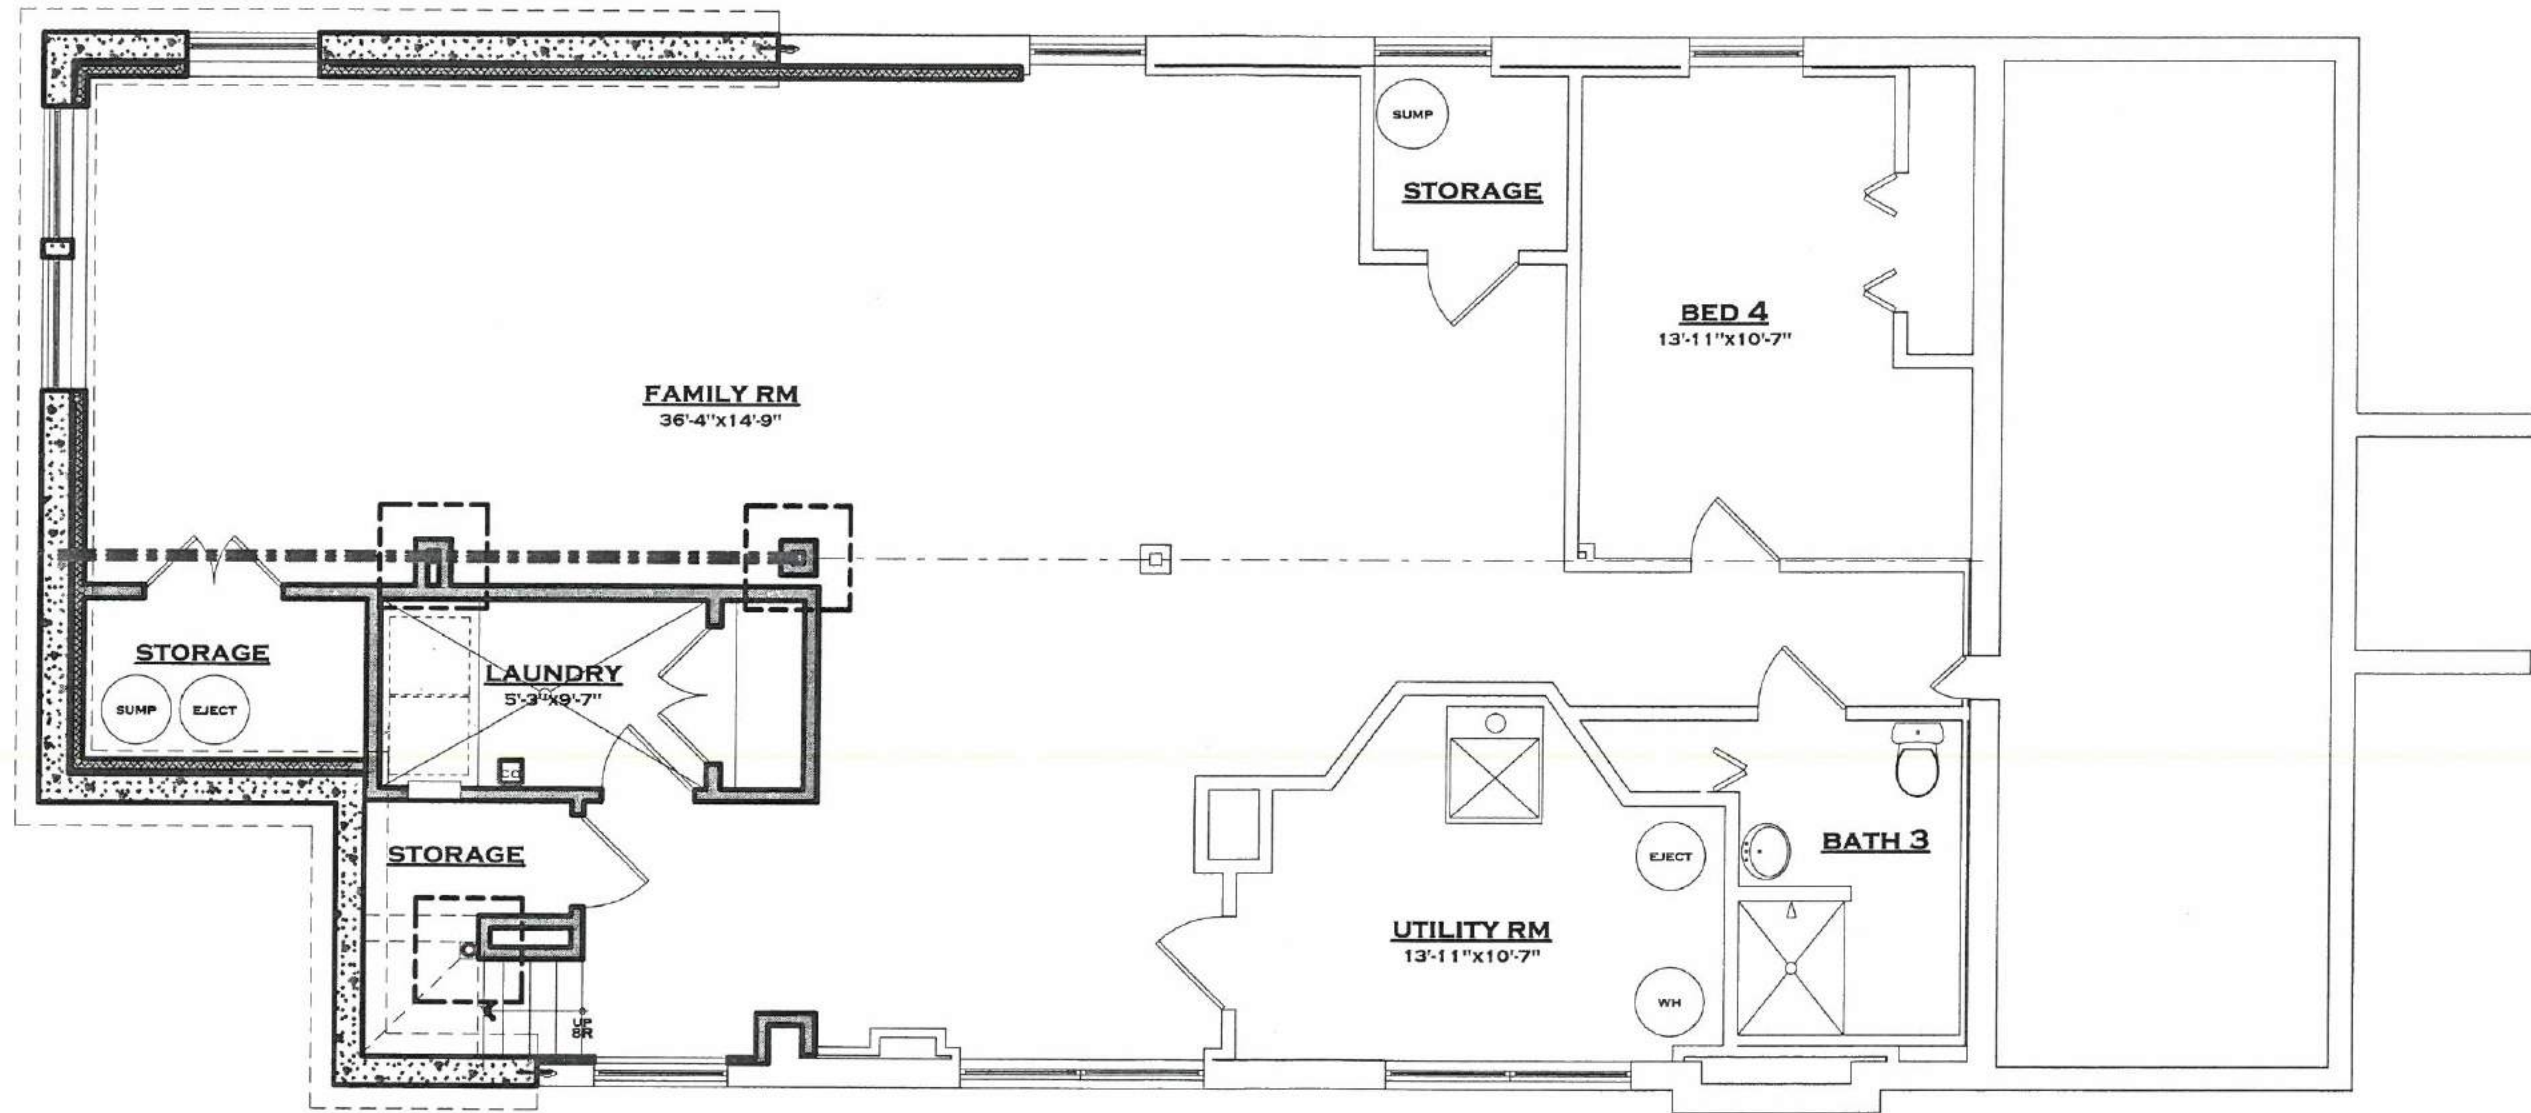 SUMP
STORAGE
BED 4
13'-11"x10'-7"
FAMILY RM
36'-4"x14'-9"
STORAGE
SUMP
EJECT
LAUNDRY
5'-3"x9'-7"
STORAGE
UP
8R
EJECT
BATH 3
UTILITY RM
13'-11"x10'-7"
WH